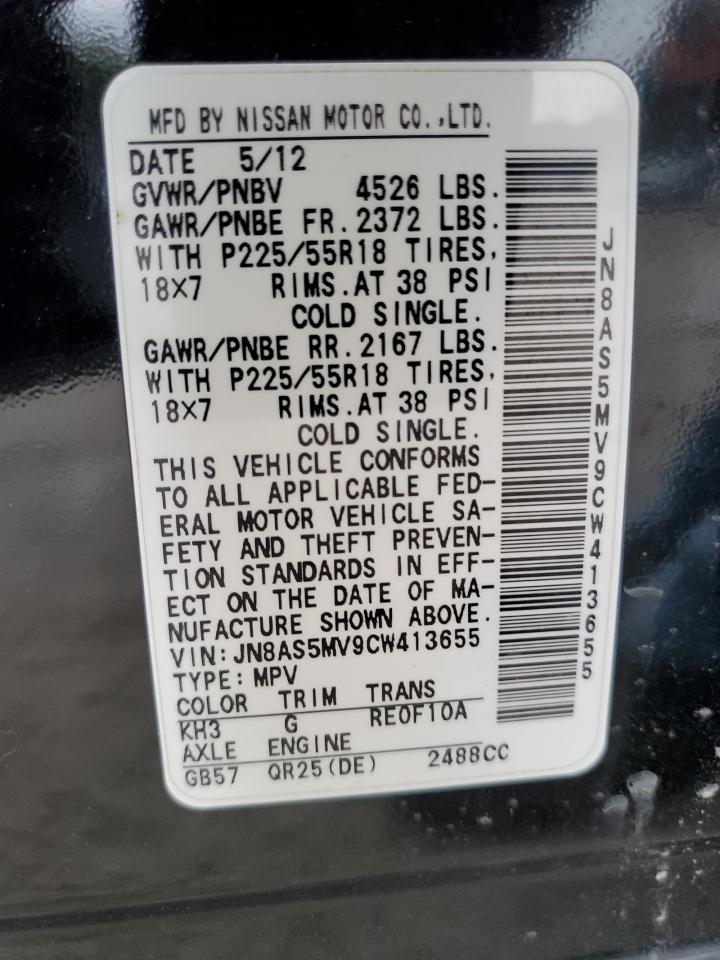 MFD BY NISSAN MOTOR CO.,LTD.
DATE 5/12
GVWR/PNBV 4526 LBS.
GAWR/PNBE FR.2372 LBS.
WITH P225/55R18 TIRES,
18X7 RIMS.AT 38 PSI
COLD SINGLE.
GAWR/PNBE RR.2167 LBS.
WITH P225/55R18 TIRES,
18X7 RIMS.AT 38 PSI
COLD SINGLE.
THIS VEHICLE CONFORMS
TO ALL APPLICABLE FED-
ERAL MOTOR VEHICLE SA-
FETY AND THEFT PREVEN-
TION STANDARDS IN EFF-
ECT ON THE DATE OF MA-
NUFACTURE SHOWN ABOVE.
VIN:JN8AS5MV9CW413655
TYPE:MPV
COLOR TRIM TRANS
KH3 G RE0F10A
AXLE ENGINE
GB57 QR25(DE) 2488CC
JN8AS5MV9CW413655